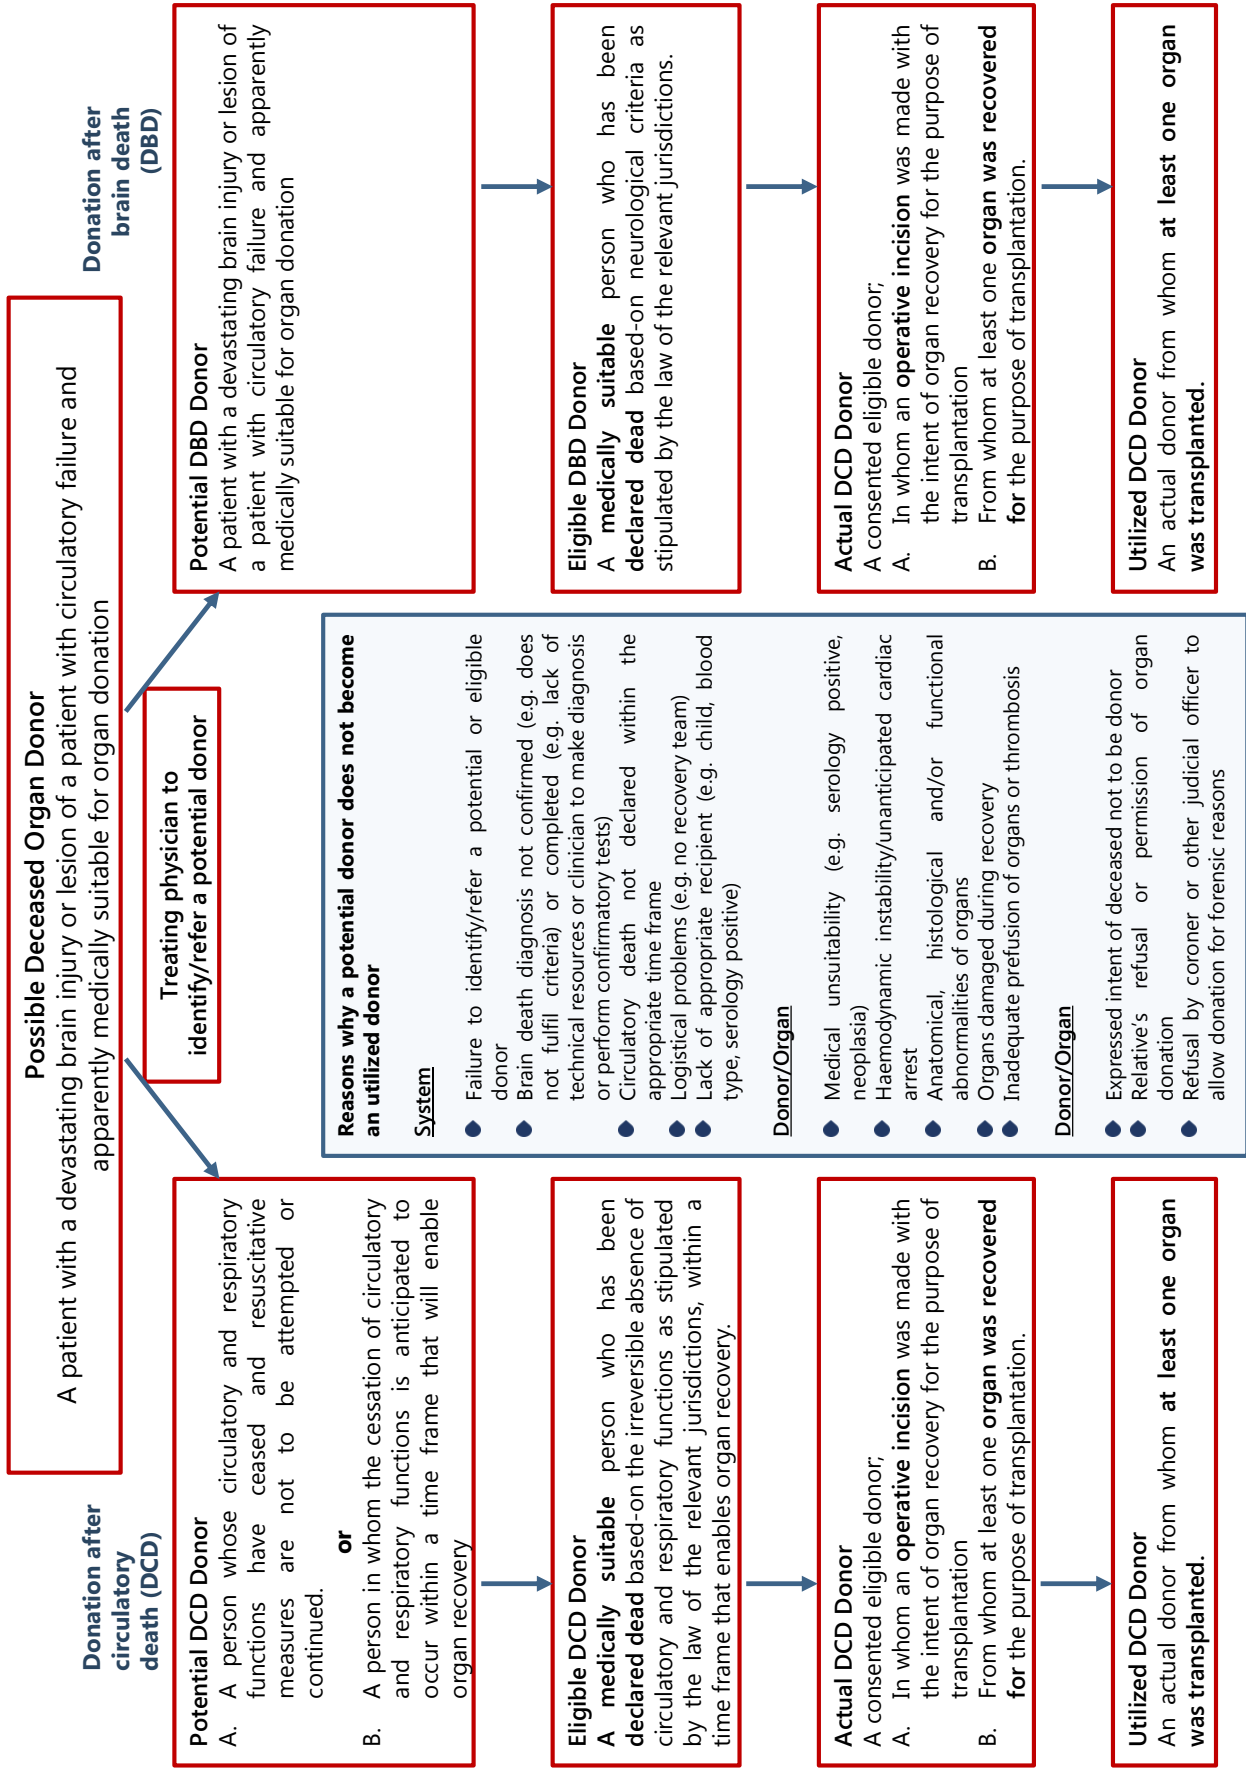 Possible Deceased Organ Donor
A patient with a devastating brain injury or lesion of a patient with circulatory failure and
apparently medically suitable for organ donation
Treating physician to
identify/refer a potential donor
Donation after
circulatory
death (DCD)
Potential DCD Donor
A. A person whose circulatory and respiratory
functions have ceased and resuscitative
measures are not to be attempted or
continued.
or
B. A person in whom the cessation of circulatory
and respiratory functions is anticipated to
occur within a time frame that will enable
organ recovery
Eligible DCD Donor
A medically suitable person who has been
declared dead based-on the irreversible absence of
circulatory and respiratory functions as stipulated
by the law of the relevant jurisdictions, within a
time frame that enables organ recovery.
Actual DCD Donor
A consented eligible donor;
A. In whom an operative incision was made with
the intent of organ recovery for the purpose of
transplantation
B. From whom at least one organ was recovered
for the purpose of transplantation.
Utilized DCD Donor
An actual donor from whom at least one organ
was transplanted.
Reasons why a potential donor does not become
an utilized donor
System
Failure to identify/refer a potential or eligible
donor
Brain death diagnosis not confirmed (e.g. does
not fulfil criteria) or completed (e.g. lack of
technical resources or clinician to make diagnosis
or perform confirmatory tests)
Circulatory death not declared within the
appropriate time frame
Logistical problems (e.g. no recovery team)
Lack of appropriate recipient (e.g. child, blood
type, serology positive)
Donor/Organ
Medical unsuitability (e.g. serology positive,
neoplasia)
Haemodynamic instability/unanticipated cardiac
arrest
Anatomical, histological and/or functional
abnormalities of organs
Organs damaged during recovery
Inadequate prefusion of organs or thrombosis
Donor/Organ
Expressed intent of deceased not to be donor
Relative's refusal or permission of organ
donation
Refusal by coroner or other judicial officer to
allow donation for forensic reasons
Donation after
brain death
(DBD)
Potential DBD Donor
A patient with a devastating brain injury or lesion of
a patient with circulatory failure and apparently
medically suitable for organ donation
Eligible DBD Donor
A medically suitable person who has been
declared dead based-on neurological criteria as
stipulated by the law of the relevant jurisdictions.
Actual DCD Donor
A consented eligible donor;
A. In whom an operative incision was made with
the intent of organ recovery for the purpose of
transplantation
B. From whom at least one organ was recovered
for the purpose of transplantation.
Utilized DCD Donor
An actual donor from whom at least one organ
was transplanted.